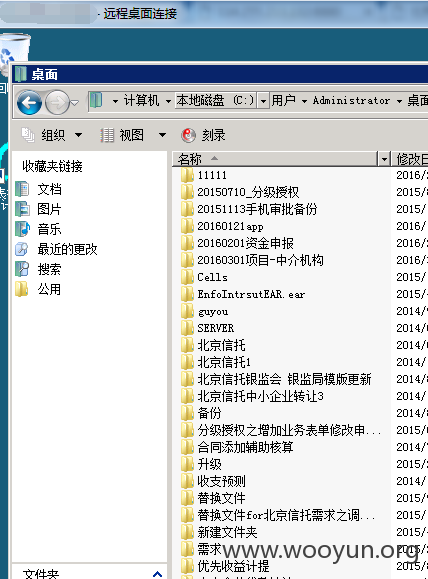 - 远程桌面连接
桌面
计算机 本地磁盘 (C:) 用户 Administrator 桌面
组织 视图 刻录
收藏夹链接
文档
图片
音乐
最近的更改
搜索
公用
文件夹
名称 修改日
11111 2016/2
20150710_分级授权 2015/8
20151113手机审批备份 2015/
20160121app 2016/
20160201资金申报 2016/2
20160301项目-中介机构 2016/3
Cells 2015/
EnfoIntrsutEAR.ear 2015/
guyou 2014/9
SERVER 2014/0
北京信托 2014/
北京信托1 2014/
北京信托银监会 银监局模版更新 2014/8
北京信托中小企业转让3 2014/
备份 2014/8
分级授权之增加业务表单修改申... 2015/
合同添加辅助核算 2014/
升级 2015/2
收支预测 2014/
替换文件 2015/9
替换文件for北京信托需求之调... 2015/
新建文件夹 2015/
需求
优先收益计提 2015/
www.wooyun.org